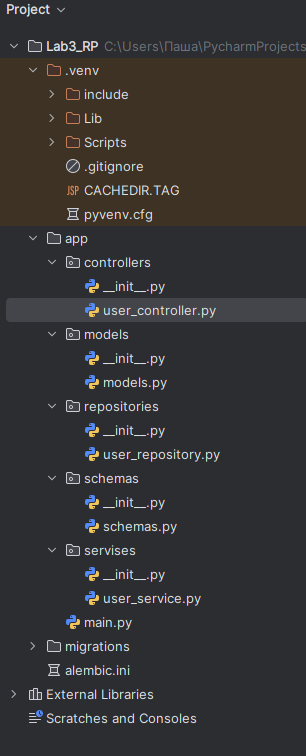 Project
Lab3_RP C:\Users\Паша\PycharmProjects
.venv
include
Lib
Scripts
.gitignore
JSP CACHEDIR.TAG
pyvenv.cfg
app
controllers
__init__.py
user_controller.py
models
__init__.py
models.py
repositories
__init__.py
user_repository.py
schemas
__init__.py
schemas.py
servises
__init__.py
user_service.py
main.py
migrations
alembic.ini
External Libraries
Scratches and Consoles